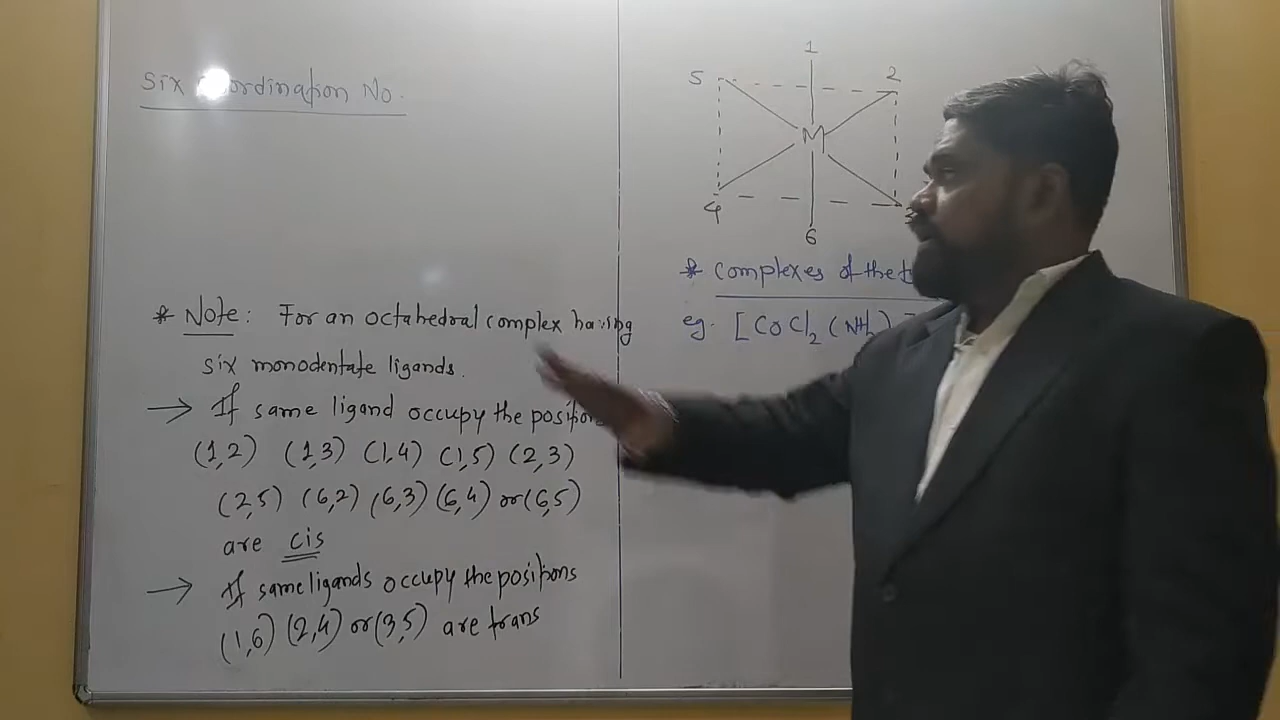 Six ordination No.
* Note: For an octahedral complex having
six monodentate ligands.
→ If same ligand occupy the position
(1,2) (1,3) (1,4) (1,5) (2,3)
(2,5) (6,2) (6,3) (6,4) or (6,5)
are cis
→ If same ligands occupy the positions
(1,6) (2,4) or (3,5) are trans
1
5
2
M
4
3
6
* complexes of the
eg. [CoCl2 (NH3)